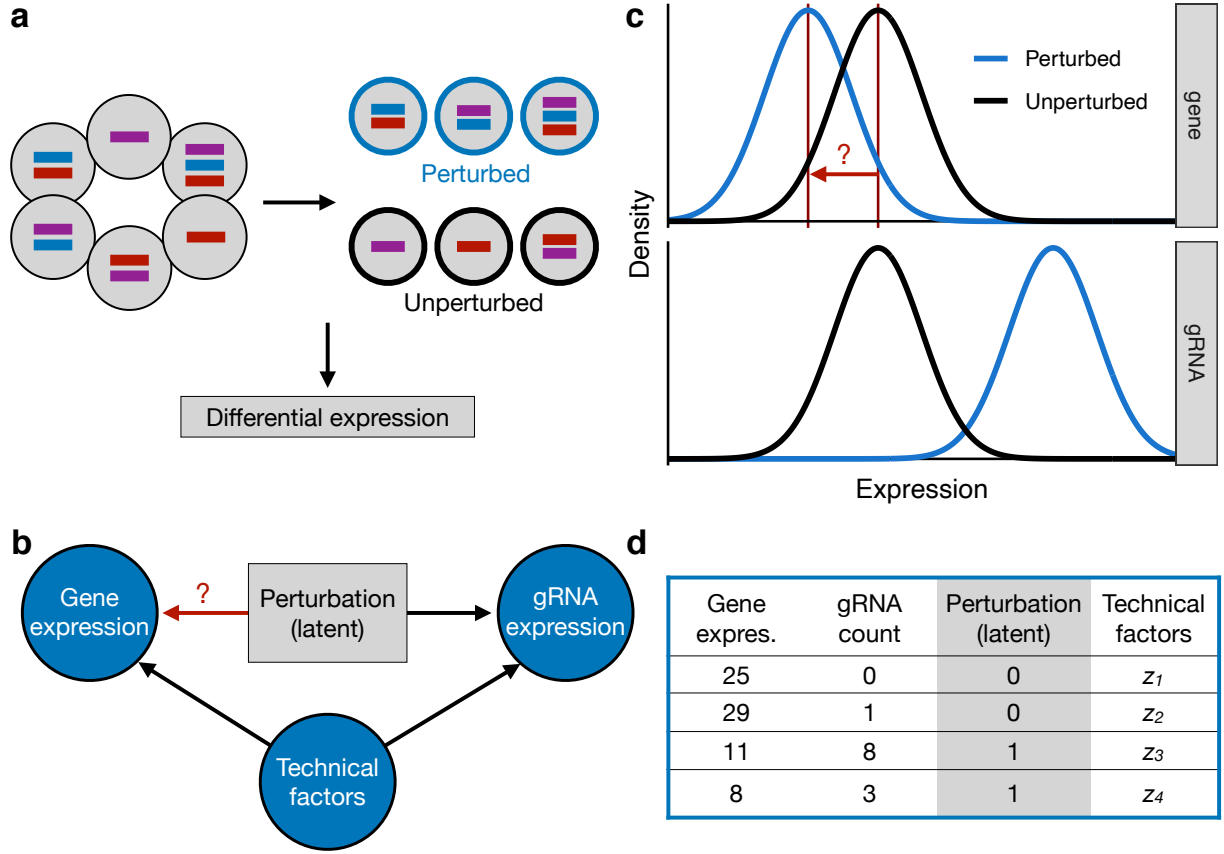 a
Perturbed
Unperturbed
Differential expression
b
Gene
expression
?
Perturbation
(latent)
gRNA
expression
Technical
factors
c
Perturbed
Unperturbed
?
gene
gRNA
Density
Expression
d
Gene expres. gRNA count Perturbation (latent) Technical factors
25 0 0 z1
29 1 0 z2
11 8 1 z3
8 3 1 z4